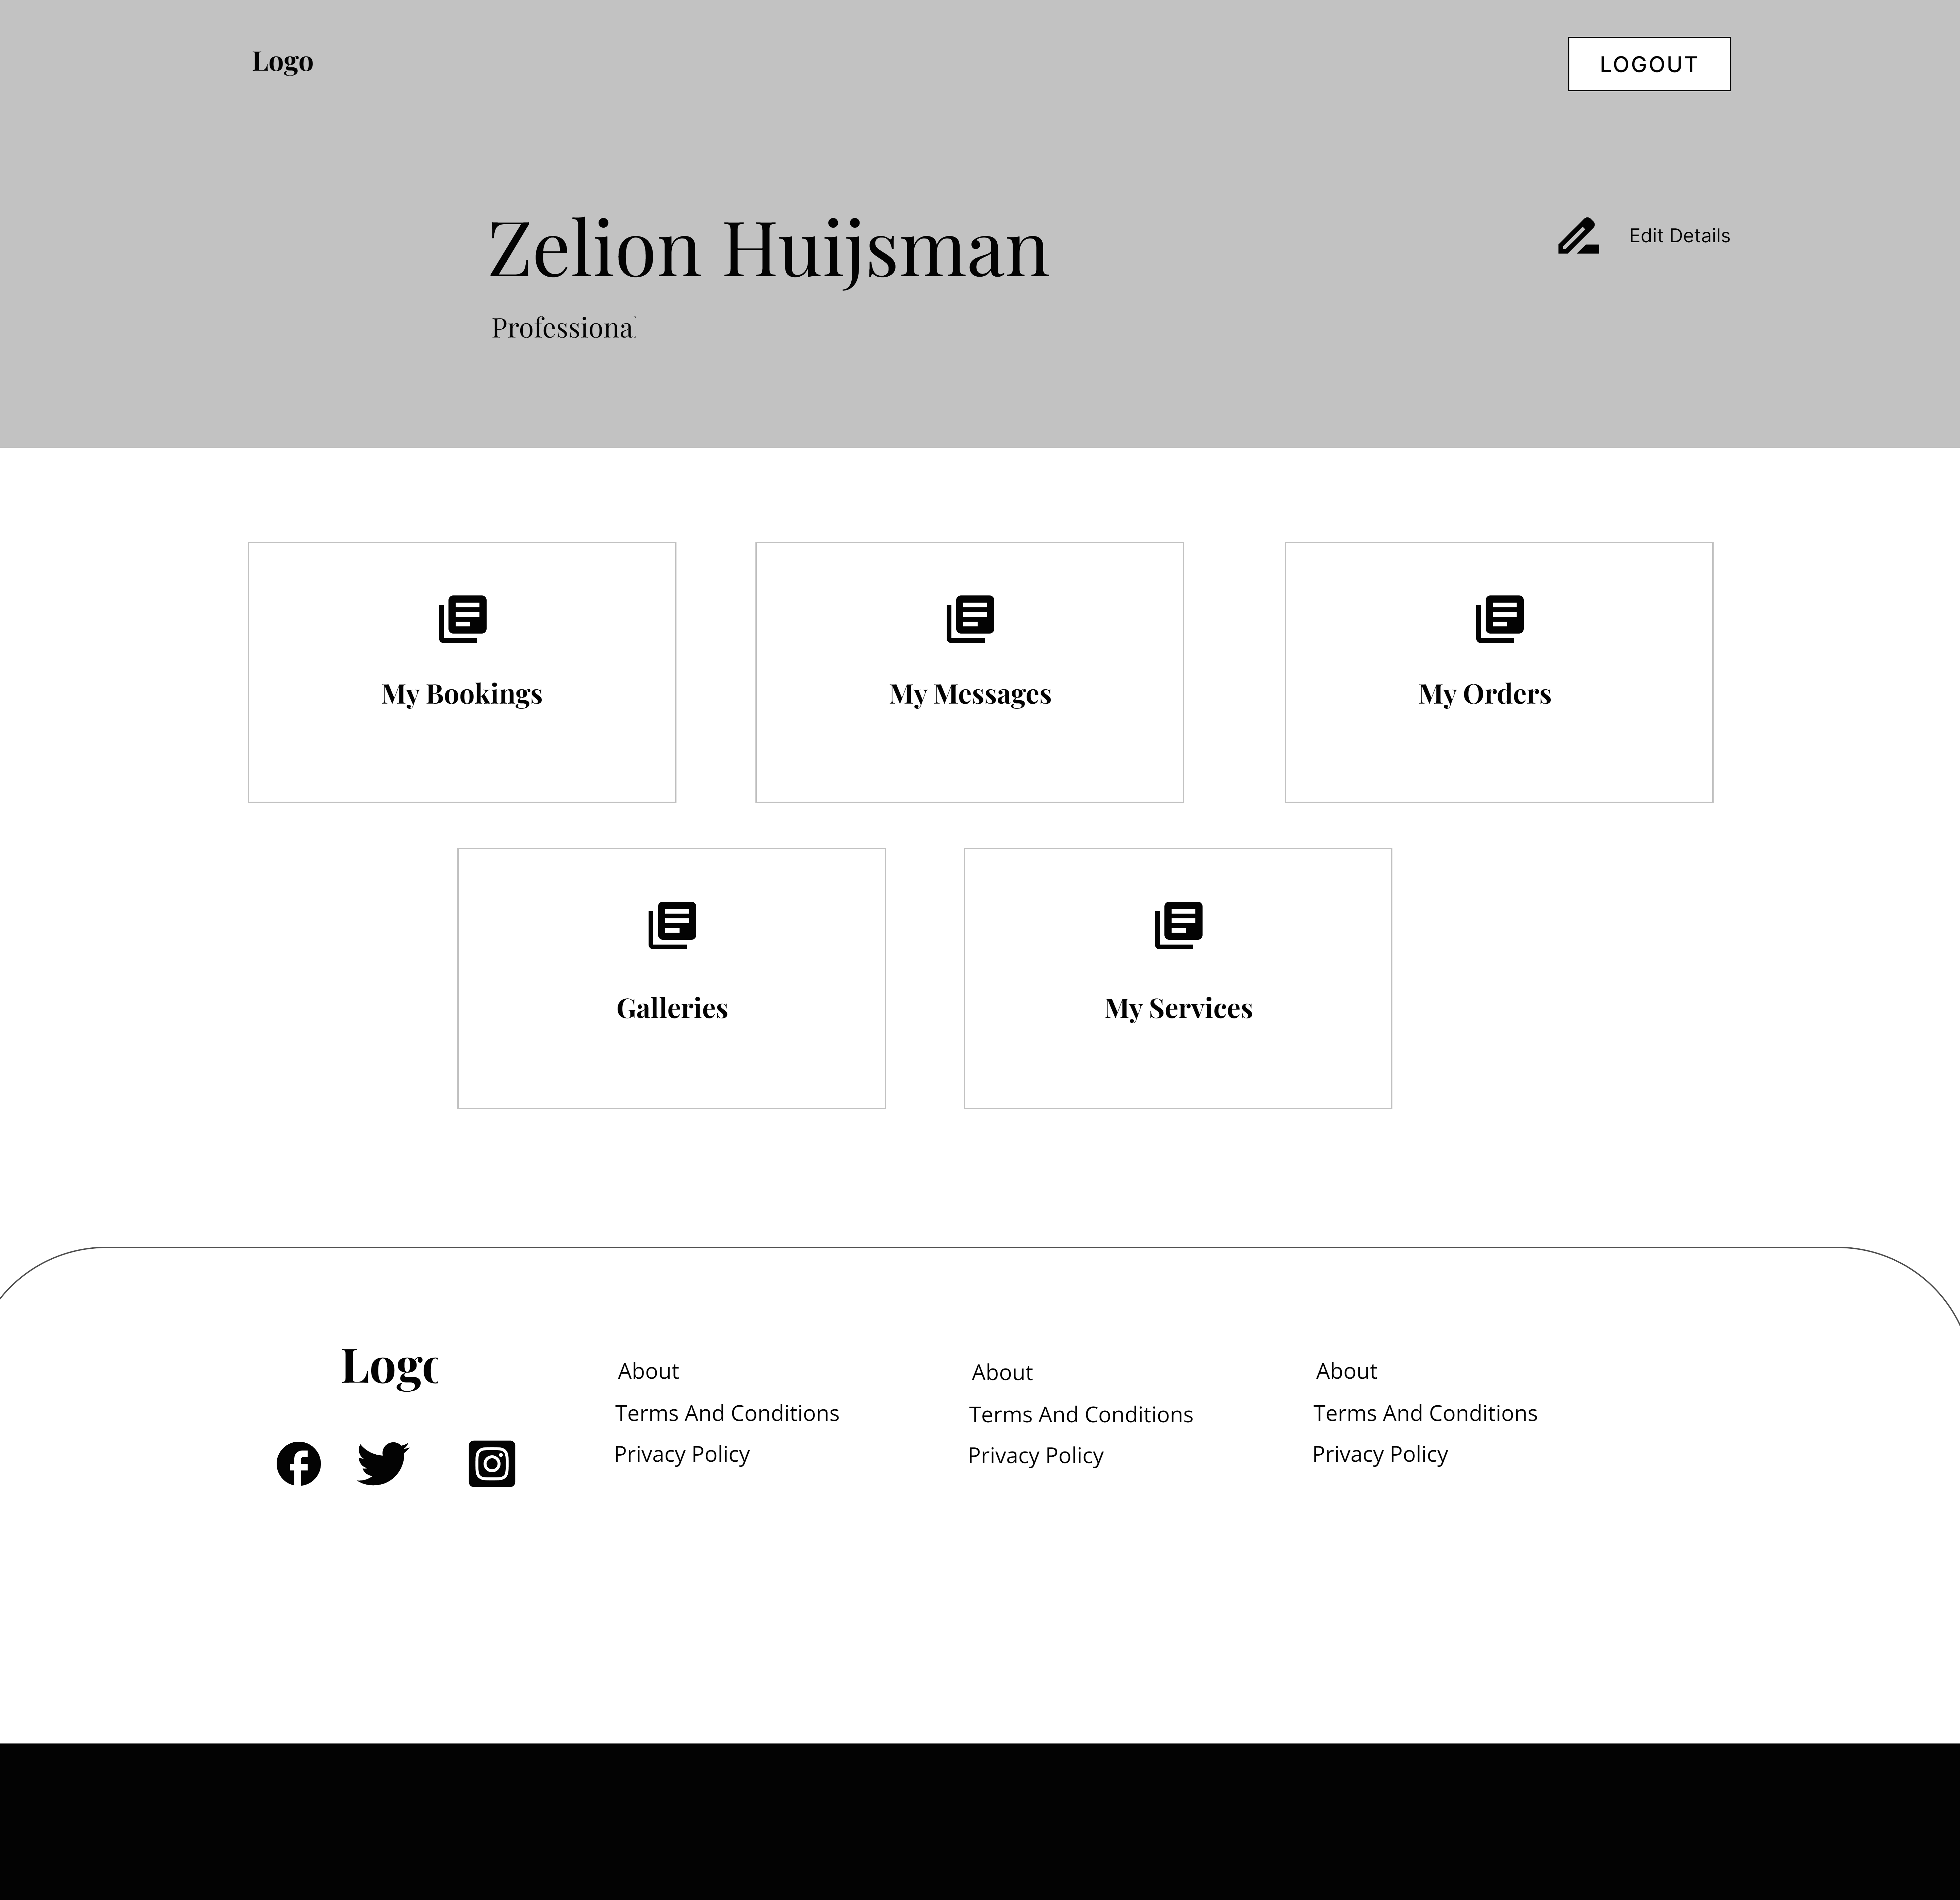 Logo
LOGOUT
Zelion Huijsman
Edit Details
Professional
My Bookings
My Messages
My Orders
Galleries
My Services
Logo
About
Terms And Conditions
Privacy Policy
About
Terms And Conditions
Privacy Policy
About
Terms And Conditions
Privacy Policy